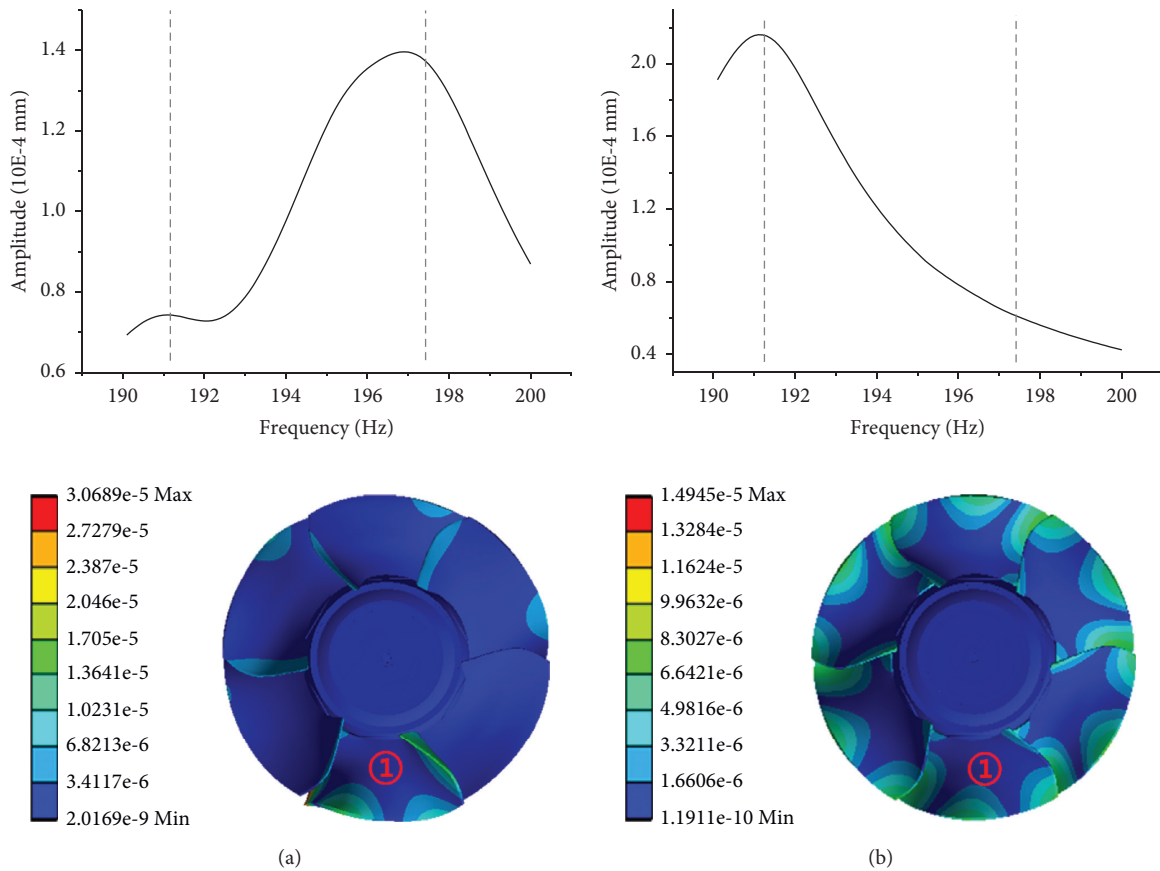 Amplitude (10E-4 mm)
1.4
1.2
1.0
0.8
0.6
190 192 194 196 198 200
Frequency (Hz)
Amplitude (10E-4 mm)
2.0
1.6
1.2
0.8
0.4
190 192 194 196 198 200
Frequency (Hz)
3.0689e-5 Max
2.7279e-5
2.387e-5
2.046e-5
1.705e-5
1.3641e-5
1.0231e-5
6.8213e-6
3.4117e-6
2.0169e-9 Min
①
(a)
1.4945e-5 Max
1.3284e-5
1.1624e-5
9.9632e-6
8.3027e-6
6.6421e-6
4.9816e-6
3.3211e-6
1.6606e-6
1.1911e-10 Min
①
(b)